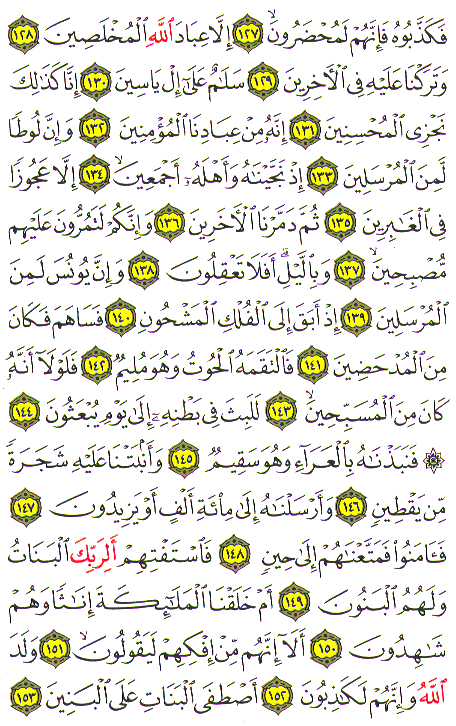 فَكَذَّبُوهُ فَإِنَّهُمْ لَمُحْضَرُونَ ١٢٧ إِلَّا عِبَادَ ٱللَّهِ ٱلْمُخْلَصِينَ ١٢٨
وَتَرَكْنَا عَلَيْهِ فِى ٱلْأَخِرِينَ ١٢٩ سَلَٰمٌ عَلَىٰٓ إِلْ يَاسِينَ ١٣٠ إِنَّا كَذَٰلِكَ
نَجْزِى ٱلْمُحْسِنِينَ ١٣١ إِنَّهُۥ مِنْ عِبَادِنَا ٱلْمُؤْمِنِينَ ١٣٢ وَإِنَّ لُوطًا
لَّمِنَ ٱلْمُرْسَلِينَ ١٣٣ إِذْ نَجَّيْنَٰهُ وَأَهْلَهُۥٓ أَجْمَعِينَ ١٣٤ إِلَّا عَجُوزًا
فِى ٱلْغَٰبِرِينَ ١٣٥ ثُمَّ دَمَّرْنَا ٱلْأَخَرِينَ ١٣٦ وَإِنَّكُمْ لَتَمُرُّونَ عَلَيْهِم
مُّصْبِحِينَ ١٣٧ وَبِٱلَّيْلِ ۗ أَفَلَا تَعْقِلُونَ ١٣٨ وَإِنَّ يُونُسَ لَمِنَ
ٱلْمُرْسَلِينَ ١٣٩ إِذْ أَبَقَ إِلَى ٱلْفُلْكِ ٱلْمَشْحُونِ ١٤٠ فَسَاهَمَ فَكَانَ
مِنَ ٱلْمُدْحَضِينَ ١٤١ فَٱلْتَقَمَهُ ٱلْحُوتُ وَهُوَ مُلِيمٌ ١٤٢ فَلَوْلَآ أَنَّهُۥ
كَانَ مِنَ ٱلْمُسَبِّحِينَ ١٤٣ لَلَبِثَ فِى بَطْنِهِۦٓ إِلَىٰ يَوْمِ يُبْعَثُونَ ١٤٤
۞ فَنَبَذْنَٰهُ بِٱلْعَرَآءِ وَهُوَ سَقِيمٌ ١٤٥ وَأَنۢبَتْنَا عَلَيْهِ شَجَرَةً
مِّن يَقْطِينٍ ١٤٦ وَأَرْسَلْنَٰهُ إِلَىٰ مِا۟ئَةِ أَلْفٍ أَوْ يَزِيدُونَ ١٤٧
فَـَٔامَنُوا۟ فَمَتَّعْنَٰهُمْ إِلَىٰ حِينٍ ١٤٨ فَٱسْتَفْتِهِمْ أَلِرَبِّكَ ٱلْبَنَاتُ
وَلَهُمُ ٱلْبَنُونَ ١٤٩ أَمْ خَلَقْنَا ٱلْمَلَٰٓئِكَةَ إِنَٰثًا وَهُمْ
شَٰهِدُونَ ١٥٠ أَلَآ إِنَّهُم مِّنْ إِفْكِهِمْ لَيَقُولُونَ ١٥١ وَلَدَ
ٱللَّهُ وَإِنَّهُمْ لَكَٰذِبُونَ ١٥٢ أَصْطَفَى ٱلْبَنَاتِ عَلَى ٱلْبَنِينَ ١٥٣